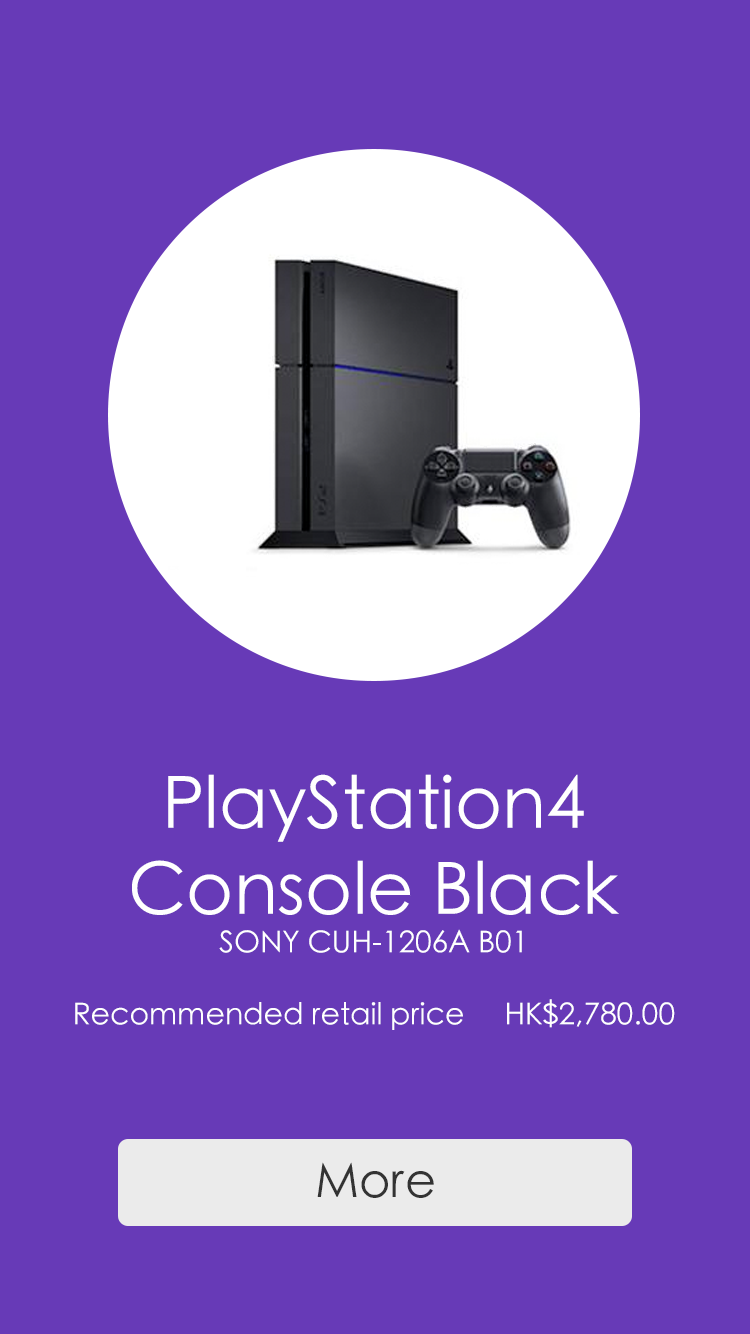 PlayStation4
Console Black
SONY CUH-1206A B01
Recommended retail price HK$2,780.00
More